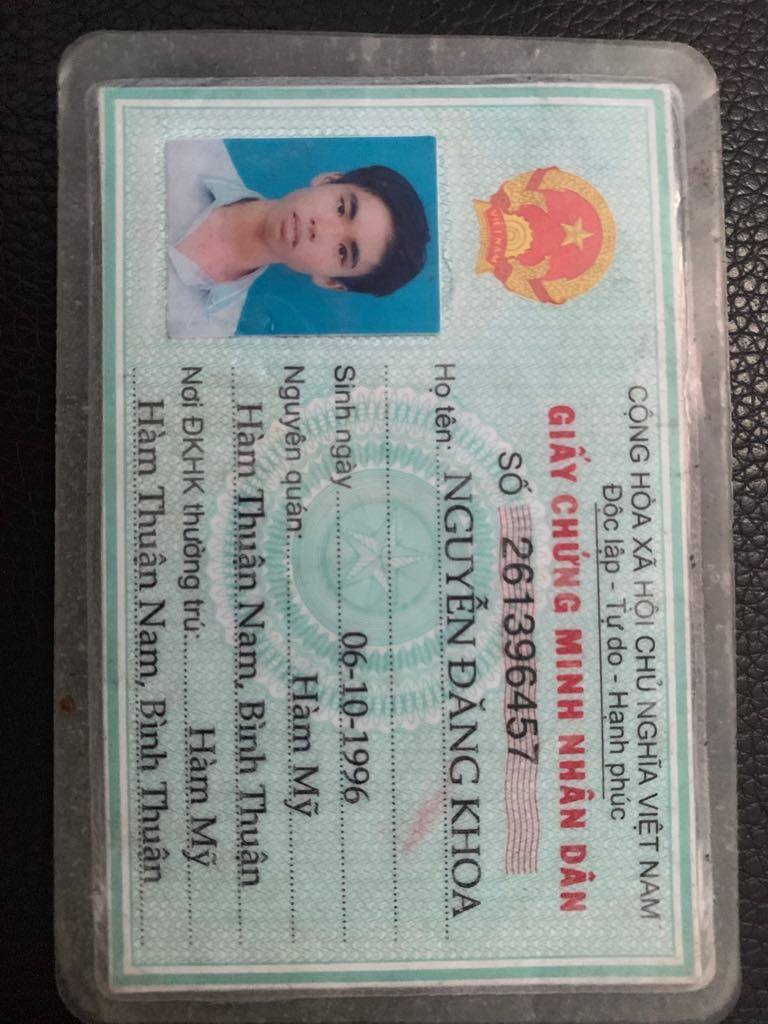 CỘNG HÒA XÃ HỘI CHỦ NGHĨA VIỆT NAM
Độc lập - Tự do - Hạnh phúc
GIẤY CHỨNG MINH NHÂN DÂN
SỐ 261396457
VIỆT NAM
Họ tên: NGUYỄN ĐĂNG KHOA
Sinh ngày 06-10-1996
Nguyên quán: Hàm Mỹ
Hàm Thuận Nam, Bình Thuận
Nơi ĐKHK thường trú: Hàm Mỹ
Hàm Thuận Nam, Bình Thuận